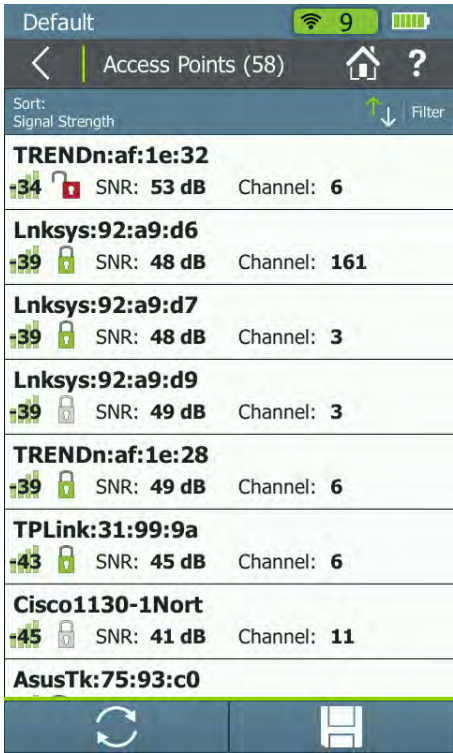 Default
9
Access Points (58)
?
Sort:
Signal Strength
Filter
TRENDn:af:1e:32
-34 SNR: 53 dB Channel: 6
Lnksys:92:a9:d6
-39 SNR: 48 dB Channel: 161
Lnksys:92:a9:d7
-39 SNR: 48 dB Channel: 3
Lnksys:92:a9:d9
-39 SNR: 49 dB Channel: 3
TRENDn:af:1e:28
-39 SNR: 49 dB Channel: 6
TPLink:31:99:9a
-43 SNR: 45 dB Channel: 6
Cisco1130-1Nort
-45 SNR: 41 dB Channel: 11
AsusTk:75:93:c0